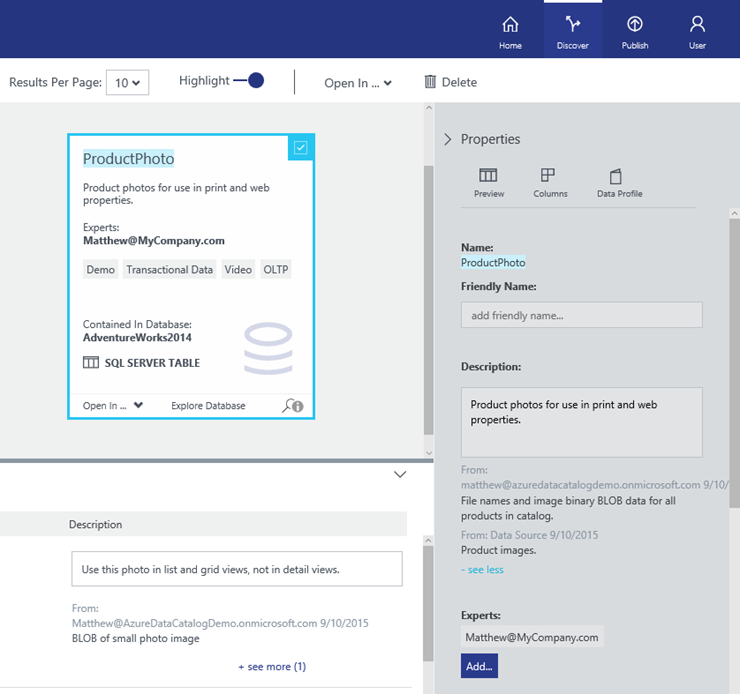 Home
Discover
Publish
User
Results Per Page: 10
Highlight
Open In ...
Delete
ProductPhoto
Product photos for use in print and web
properties.
Experts:
Matthew@MyCompany.com
Demo Transactional Data Video OLTP
Contained In Database:
AdventureWorks2014
SQL SERVER TABLE
Open In ... Explore Database
Description
Use this photo in list and grid views, not in detail views.
From:
Matthew@AzureDataCatalogDemo.onmicrosoft.com 9/10/2015
BLOB of small photo image
+ see more (1)
Properties
Preview
Columns
Data Profile
Name:
ProductPhoto
Friendly Name:
add friendly name...
Description:
Product photos for use in print and web
properties.
From:
matthew@azuredatacatalogdemo.onmicrosoft.com 9/10/
File names and image binary BLOB data for all
products in catalog.
From: Data Source 9/10/2015
Product images.
- see less
Experts:
Matthew@MyCompany.com
Add...